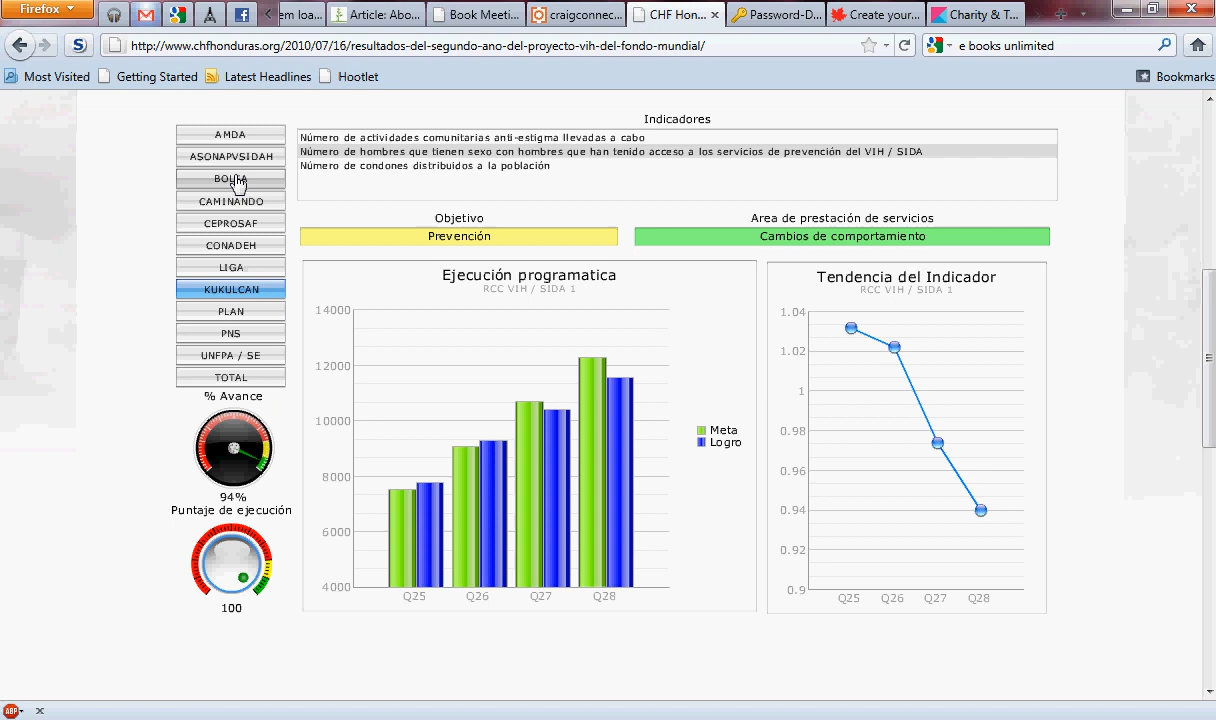 Firefox
em loa...
Article: Abo...
Book Meeti...
craigconnec...
CHF Hon...
Password-D...
Create your...
Charity & T...
http://www.chfhonduras.org/2010/07/16/resultados-del-segundo-ano-del-proyecto-vih-del-fondo-mundial/
e books unlimited
Most Visited
Getting Started
Latest Headlines
Hootlet
Bookmarks
AMDA
ASONAPVSIDAH
CAMINANDO
CEPROSAF
CONADEH
LIGA
KUKULCAN
PLAN
PNS
UNFPA / SE
TOTAL
% Avance
94%
Puntaje de ejecución
100
Indicadores
Número de actividades comunitarias anti-estigma llevadas a cabo
Número de hombres que tienen sexo con hombres que han tenido acceso a los servicios de prevención del VIH / SIDA
Número de condones distribuidos a la población
Objetivo
Prevención
Area de prestación de servicios
Cambios de comportamiento
Ejecución programatica
RCC VIH / SIDA 1
14000
12000
10000
8000
6000
4000
Q25 Q26 Q27 Q28
Meta
Logro
Tendencia del Indicador
RCC VIH / SIDA 1
1.04
1.02
1
0.98
0.96
0.94
0.92
0.9
Q25 Q26 Q27 Q28
ABP